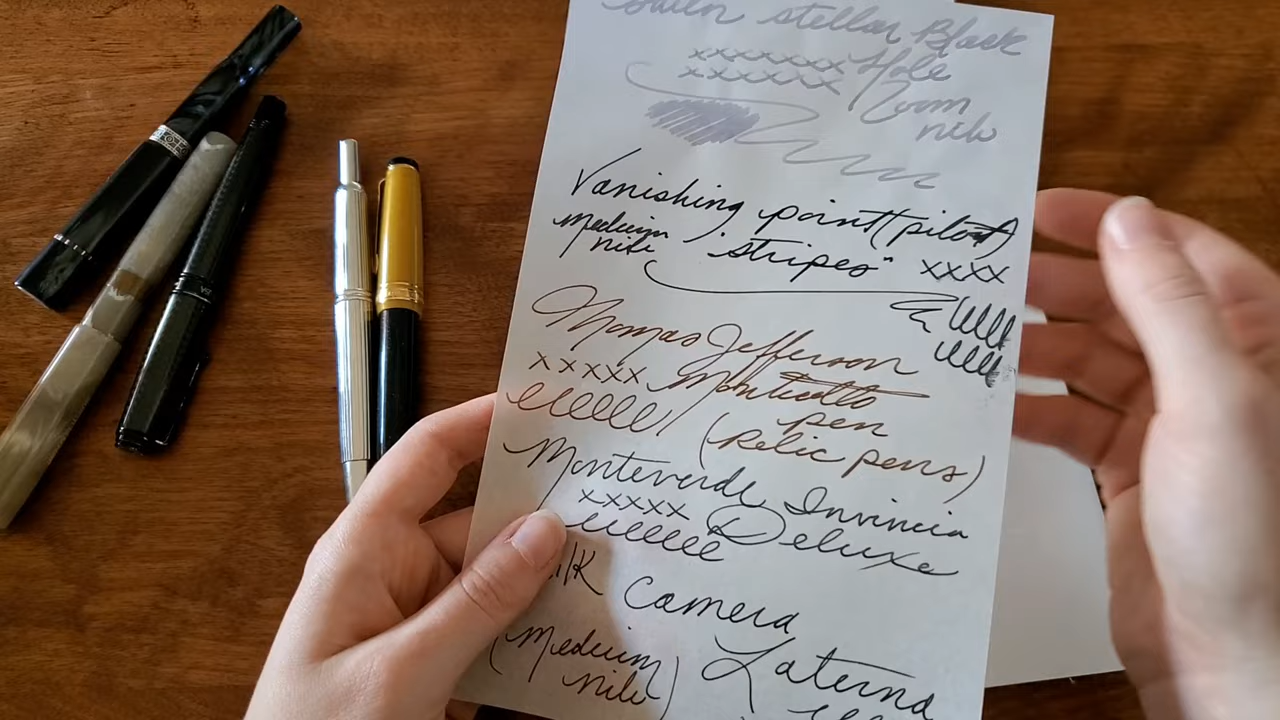 stellar Black
xxxxxxx Hole
xxxxxxx Zoom
nib
Vanishing point (pilot)
medium
nib "stripes" xxxx
Thomas Jefferson
xxxxx Monticello
pen
(Relic pens)
Monteverde Invincia
xxxxx Deluxe
Camera
(Medium Laterna
nib)